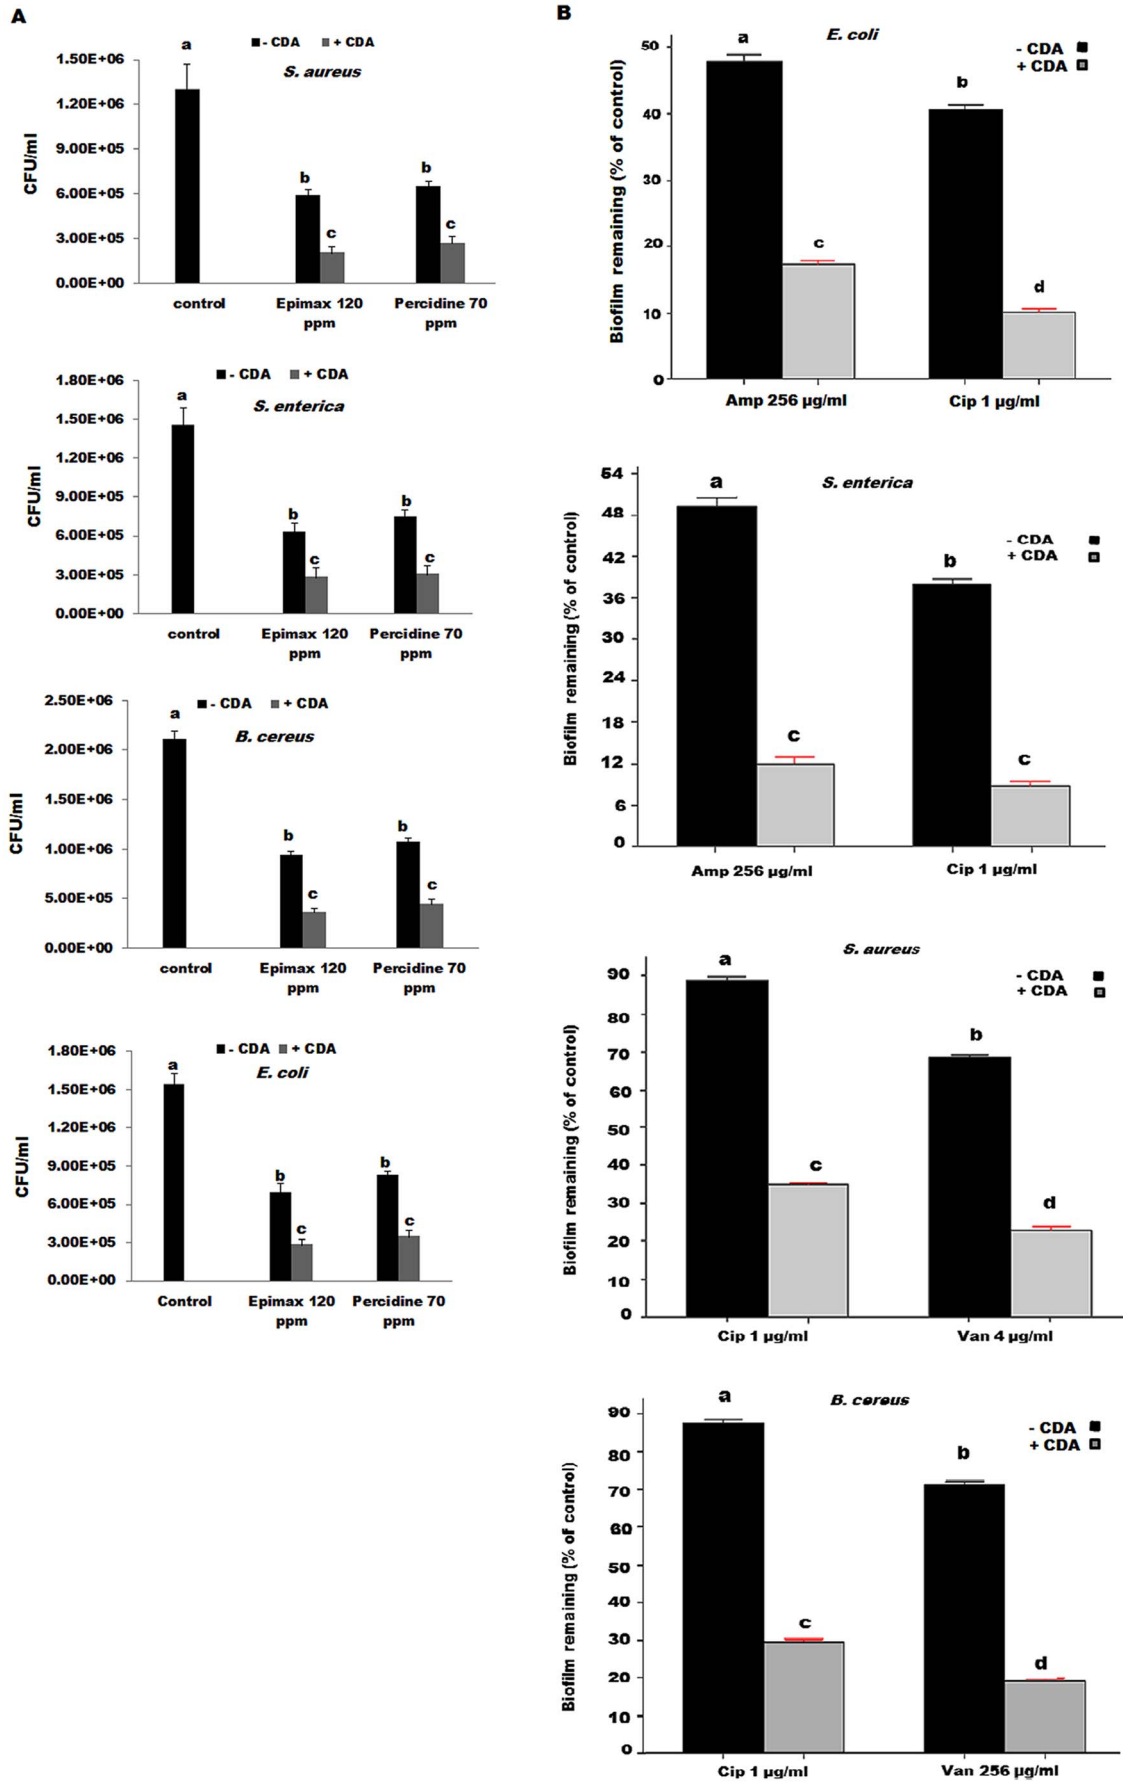 A
- CDA + CDA
S. aureus
a
1.50E+06
1.20E+06
9.00E+05
6.00E+05
3.00E+05
0.00E+00
CFU/ml
b
c
b
c
control
Epimax 120 ppm
Percidine 70 ppm
- CDA + CDA
S. enterica
a
1.80E+06
1.50E+06
1.20E+06
9.00E+05
6.00E+05
3.00E+05
0.00E+00
CFU/ml
b
c
b
c
control
Epimax 120 ppm
Percidine 70 ppm
- CDA + CDA
B. cereus
a
2.50E+06
2.00E+06
1.50E+06
1.00E+06
5.00E+05
0.00E+00
CFU/ml
b
c
b
c
control
Epimax 120 ppm
Percidine 70 ppm
- CDA + CDA
E. coli
a
1.80E+06
1.50E+06
1.20E+06
9.00E+05
6.00E+05
3.00E+05
0.00E+00
CFU/ml
b
c
b
c
Control
Epimax 120 ppm
Percidine 70 ppm
B
E. coli
- CDA
+ CDA
a
b
c
d
50
40
30
20
10
0
Biofilm remaining (% of control)
Amp 256 µg/ml
Cip 1 µg/ml
S. enterica
- CDA
+ CDA
a
b
c
c
54
48
42
36
30
24
18
12
6
0
Biofilm remaining (% of control)
Amp 256 µg/ml
Cip 1 µg/ml
S. aureus
- CDA
+ CDA
a
b
c
d
90
80
70
60
50
40
30
20
10
0
Biofilm remaining (% of control)
Cip 1 µg/ml
Van 4 µg/ml
B. cereus
- CDA
+ CDA
a
b
c
d
90
80
70
60
50
40
30
20
10
0
Biofilm remaining (% of control)
Cip 1 µg/ml
Van 256 µg/ml